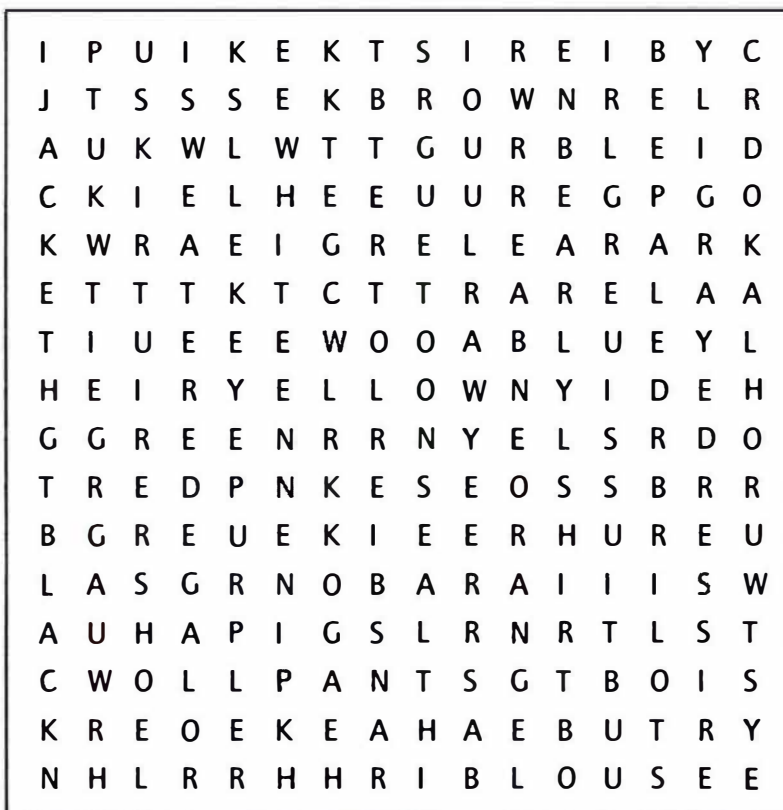 I P U I K E K T S I R E I B Y C
J T S S S E K B R O W N R E L R
A U K W L W T T G U R B L E I D
C K I E L H E E U U R E G P G O
K W R A E I G R E L E A R A R K
E T T T K T C T T R A R E L A A
T I U E E E W O O A B L U E Y L
H E I R Y E L L O W N Y I D E H
G G R E E N R R N Y E L S R D O
T R E D P N K E S E O S S B R R
B G R E U E K I E E R H U R E U
L A S G R N O B A R A I I I S W
A U H A P I G S L R N R T L S T
C W O L L P A N T S G T B O I S
K R E O E K E A H A E B U T R Y
N H L R R H H R I B L O U S E E